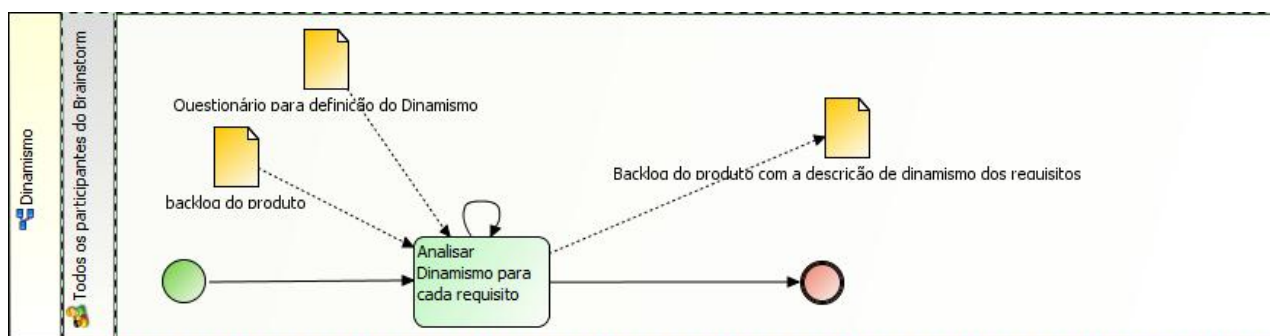 Dinamismo
Todos os participantes do Brainstorm
Questionário para definição do Dinamismo
backlog do produto
Backlog do produto com a descrição de dinamismo dos requisitos
Analisar
Dinamismo para
cada requisito